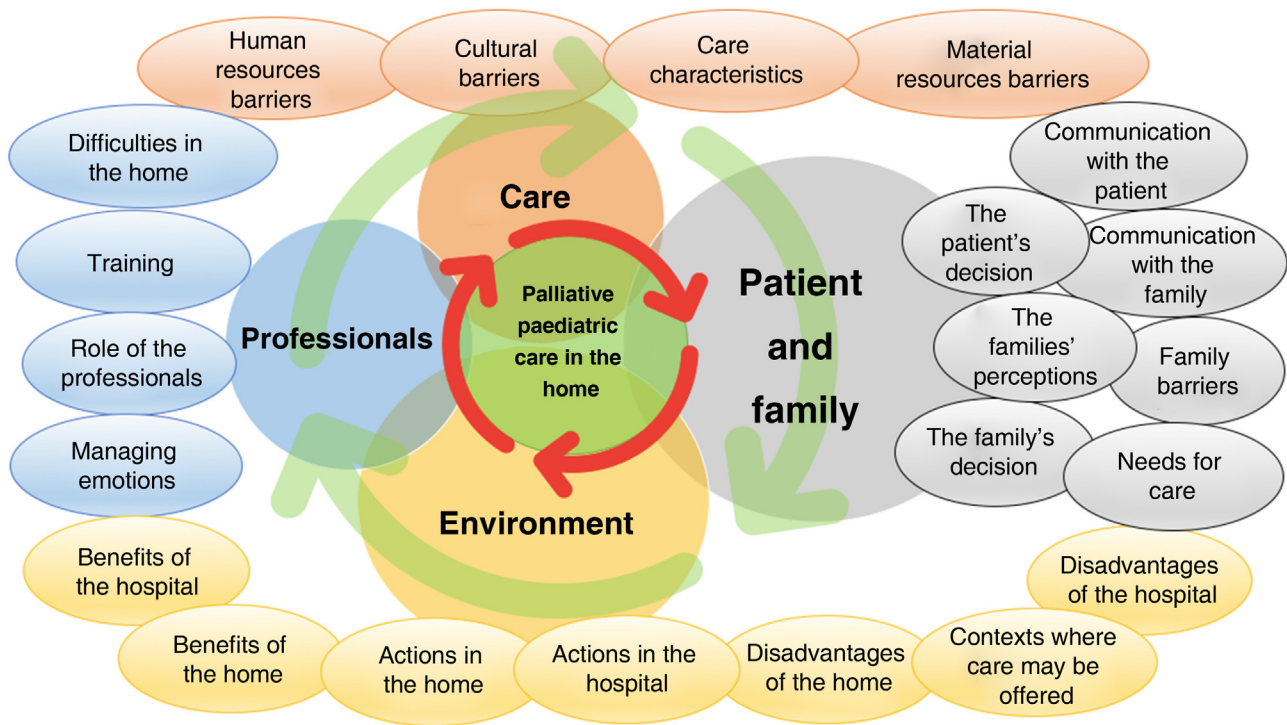 Human
resources
barriers
Cultural
barriers
Care
characteristics
Material
resources barriers
Difficulties in
the home
Training
Role of the
professionals
Managing
emotions
Care
Professionals
Palliative
paediatric
care in the
home
Patient
and
family
Environment
Communication
with the
patient
The
patient’s
decision
Communication
with the
family
The
families’
perceptions
Family
barriers
The family’s
decision
Needs for
care
Benefits of
the hospital
Benefits of
the home
Actions in
the home
Actions in the
hospital
Disadvantages
of the home
Contexts where
care may be
offered
Disadvantages
of the hospital